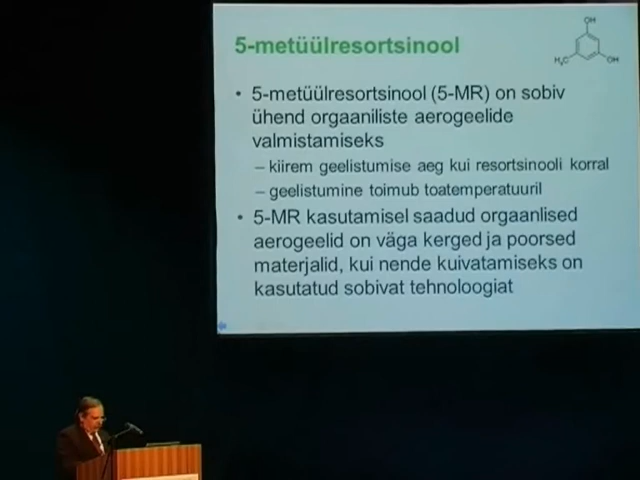 5-metüülresortsinool
OH
H₃C
OH
• 5-metüülresortsinool (5-MR) on sobiv
ühend orgaaniliste aerogeelide
valmistamiseks
– kiirem geelistumise aeg kui resortsinooli korral
– geelistumine toimub toatemperatuuril
• 5-MR kasutamisel saadud orgaanlised
aerogeelid on väga kerged ja poorsed
materjalid, kui nende kuivatamiseks on
kasutatud sobivat tehnoloogiat